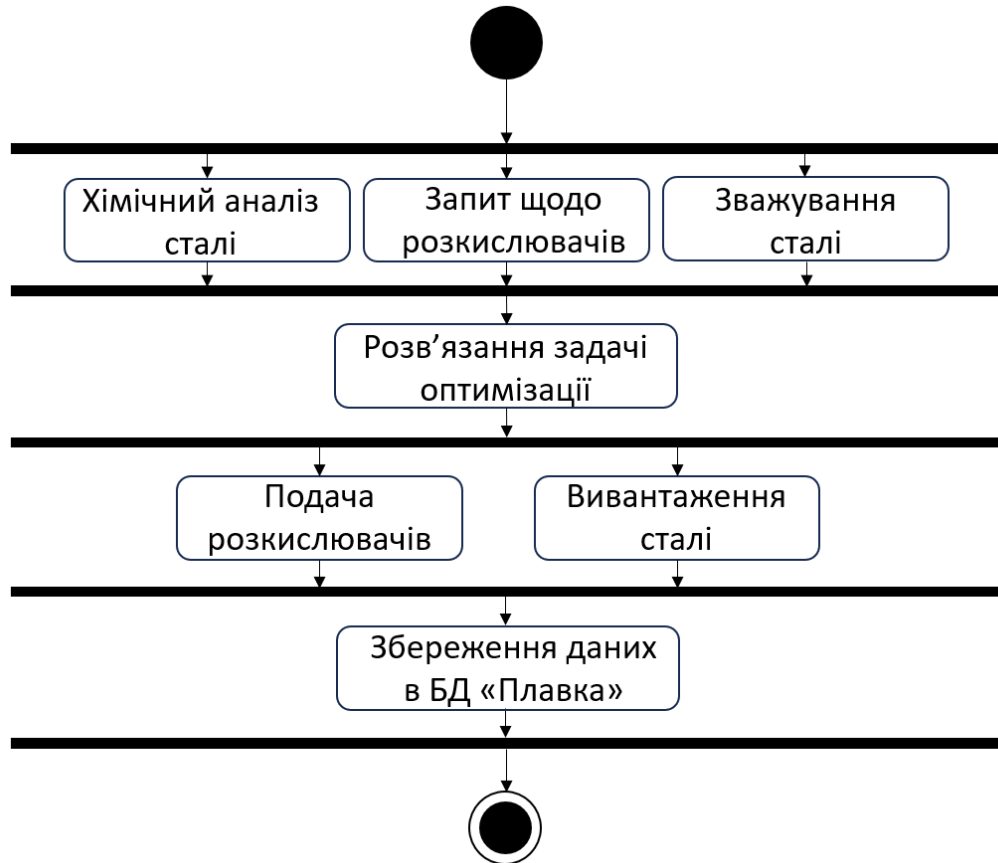 Хімічний аналіз
сталі
Запит щодо
розкислювачів
Зважування
сталі
Розв’язання задачі
оптимізації
Подача
розкислювачів
Вивантаження
сталі
Збереження даних
в БД «Плавка»